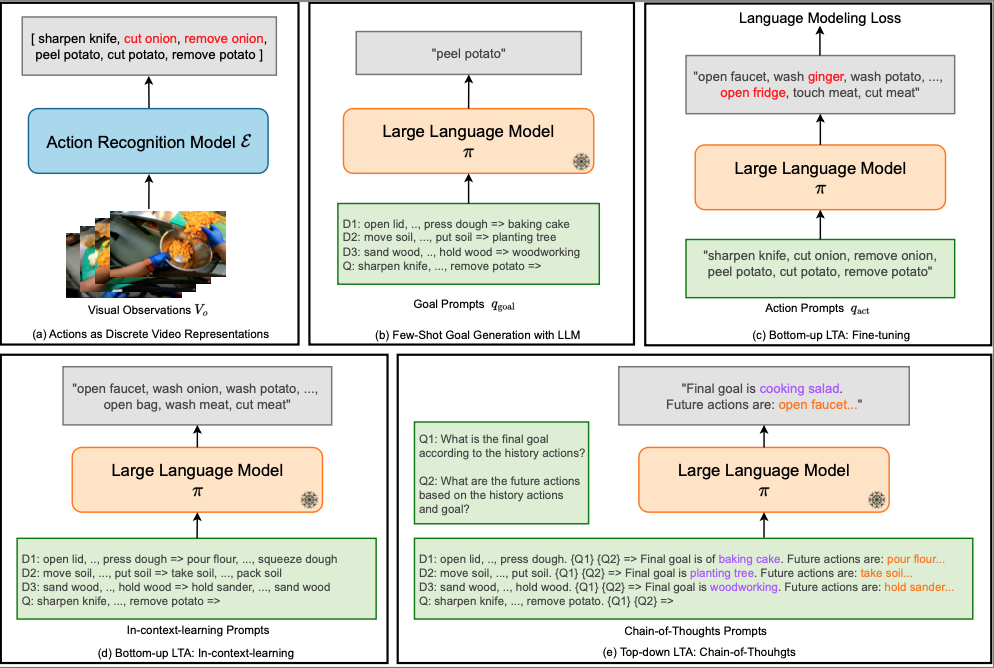 [ sharpen knife, cut onion, remove onion,
peel potato, cut potato, remove potato ]
Action Recognition Model ℰ
Visual Observations Vₒ
(a) Actions as Discrete Video Representations
"peel potato"
Large Language Model
π
D1: open lid, .., press dough => baking cake
D2: move soil, ..., put soil => planting tree
D3: sand wood, .., hold wood => woodworking
Q: sharpen knife, ..., remove potato =>
Goal Prompts q_goal
(b) Few-Shot Goal Generation with LLM
Language Modeling Loss
"open faucet, wash ginger, wash potato, ...,
open fridge, touch meat, cut meat"
Large Language Model
π
"sharpen knife, cut onion, remove onion,
peel potato, cut potato, remove potato"
Action Prompts q_act
(c) Bottom-up LTA: Fine-tuning
"open faucet, wash onion, wash potato, ...,
open bag, wash meat, cut meat"
Large Language Model
π
D1: open lid, .., press dough => pour flour, ..., squeeze dough
D2: move soil, ..., put soil => take soil, ..., pack soil
D3: sand wood, .., hold wood => hold sander, ..., sand wood
Q: sharpen knife, ..., remove potato =>
In-context-learning Prompts
(d) Bottom-up LTA: In-context-learning
"Final goal is cooking salad.
Future actions are: open faucet..."
Q1: What is the final goal
according to the history actions?
Q2: What are the future actions
based on the history actions
and goal?
Large Language Model
π
D1: open lid, .., press dough. {Q1} {Q2} => Final goal is of baking cake. Future actions are: pour flour...
D2: move soil, ..., put soil. {Q1} {Q2} => Final goal is planting tree. Future actions are: take soil...
D3: sand wood, .., hold wood. {Q1} {Q2} => Final goal is woodworking. Future actions are: hold sander...
Q: sharpen knife, ..., remove potato. {Q1} {Q2} =>
Chain-of-Thoughts Prompts
(e) Top-down LTA: Chain-of-Thouhgts